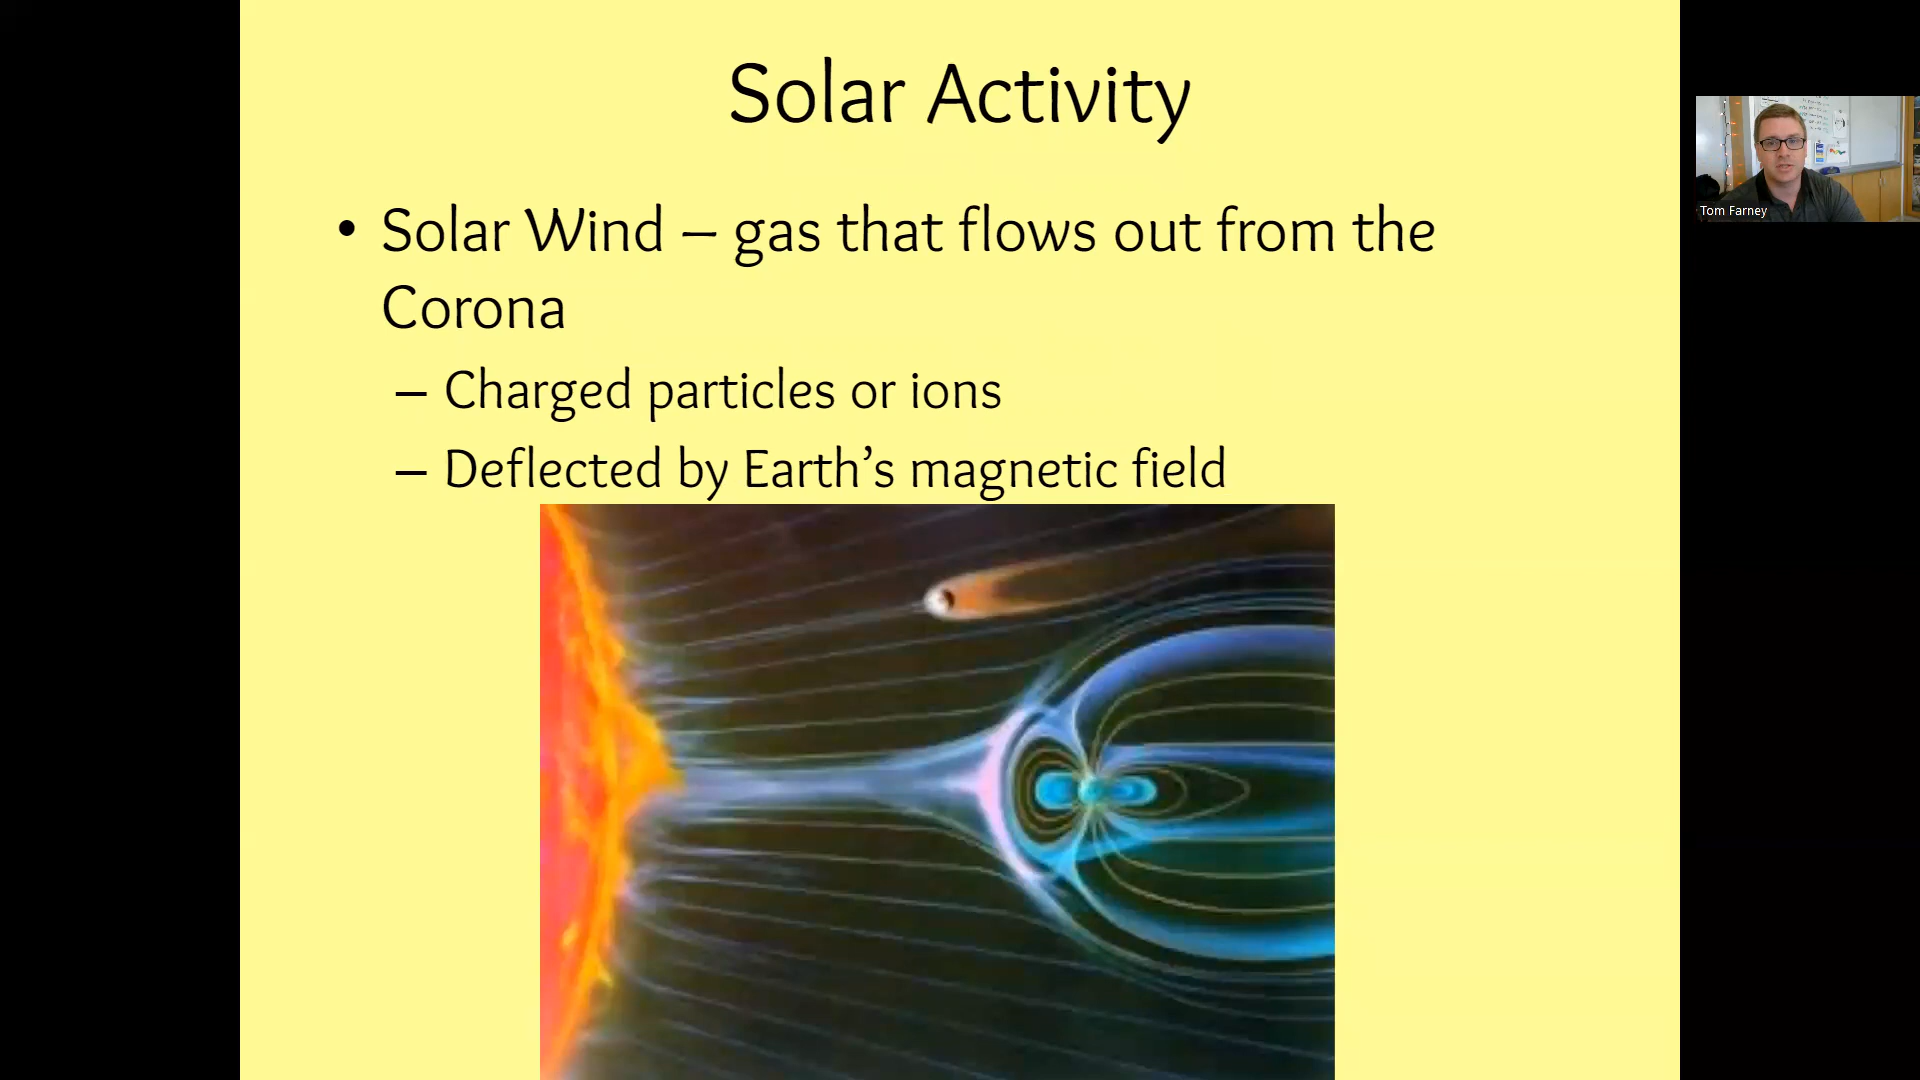 Solar Activity
• Solar Wind – gas that flows out from the
Corona
– Charged particles or ions
– Deflected by Earth’s magnetic field
Tom Farney